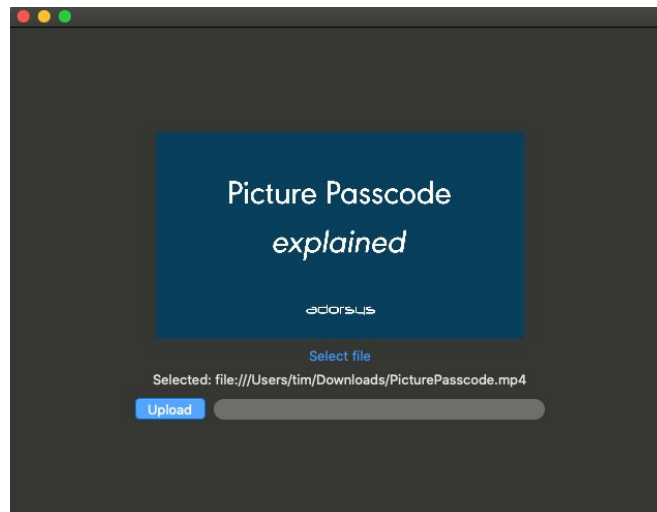 Picture Passcode
explained
adorsys
Select file
Selected: file:///Users/tim/Downloads/PicturePasscode.mp4
Upload